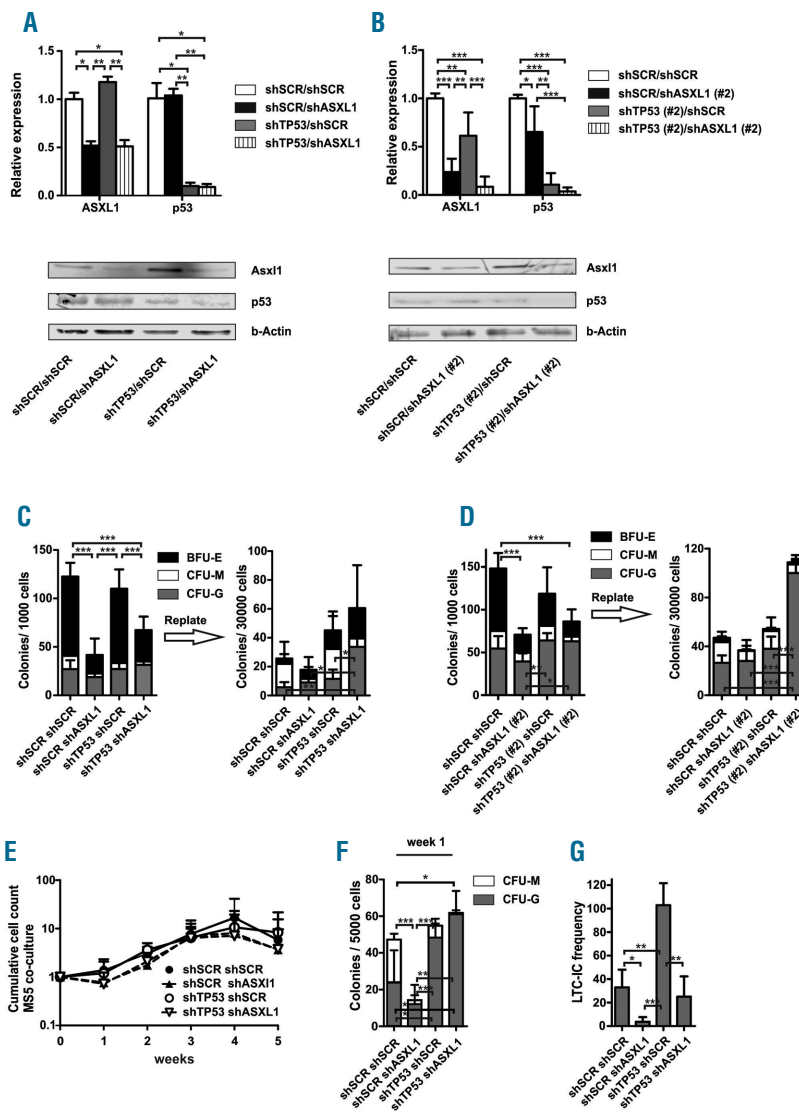 A
B
* * ** ** * * ** * **
Relative expression
1.5
1.0
0.5
0.0
ASXL1
p53
shSCR/shSCR
shSCR/shASXL1
shTP53/shSCR
shTP53/shASXL1
*** ** *** ** *** *** *** * ** ***
Relative expression
1.5
1.0
0.5
0.0
ASXL1
p53
shSCR/shSCR
shSCR/shASXL1 (#2)
shTP53 (#2)/shSCR
shTP53 (#2)/shASXL1 (#2)
Asxl1
p53
b-Actin
shSCR/shSCR
shSCR/shASXL1
shTP53/shSCR
shTP53/shASXL1
Asxl1
p53
b-Actin
shSCR/shSCR
shSCR/shASXL1 (#2)
shTP53 (#2)/shSCR
shTP53 (#2)/shASXL1 (#2)
C
D
***
*** *** ***
Colonies/ 1000 cells
150
100
50
0
BFU-E
CFU-M
CFU-G
Replate
shSCR shSCR
shSCR shASXL1
shTP53 shSCR
shTP53 shASXL1
Colonies/ 30000 cells
100
80
60
40
20
0
* *
**
shSCR shSCR
shSCR shASXL1
shTP53 shSCR
shTP53 shASXL1
***
***
Colonies/ 1000 cells
150
100
50
0
**
*
BFU-E
CFU-M
CFU-G
Replate
shSCR shSCR
shSCR shASXL1 (#2)
shTP53 (#2) shSCR
shTP53 (#2) shASXL1 (#2)
Colonies/ 30000 cells
120
100
80
60
40
20
0
***
***
***
shSCR shSCR
shSCR shASXL1 (#2)
shTP53 (#2) shSCR
shTP53 (#2) shASXL1 (#2)
E
F
G
Cumulative cell count
MS5 co-culture
100
10
1
0.1
0 1 2 3 4 5
weeks
shSCR shSCR
shSCR shASXl1
shTP53 shSCR
shTP53 shASXL1
week 1
Colonies / 5000 cells
80
60
40
20
0
*
*** ***
**
***
*
*
CFU-M
CFU-G
shSCR shSCR
shSCR shASXL1
shTP53 shSCR
shTP53 shASXL1
LTC-IC frequency
120
100
80
60
40
20
0
**
* **
***
shSCR shSCR
shSCR shASXL1
shTP53 shSCR
shTP53 shASXL1